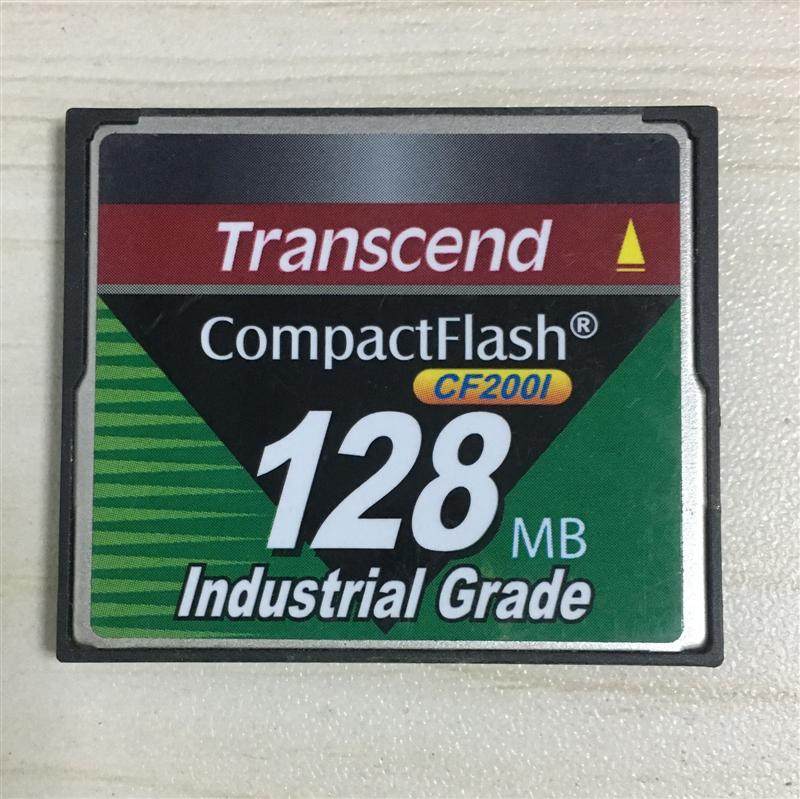 Transcend
CompactFlash®
CF200I
128 MB
Industrial Grade